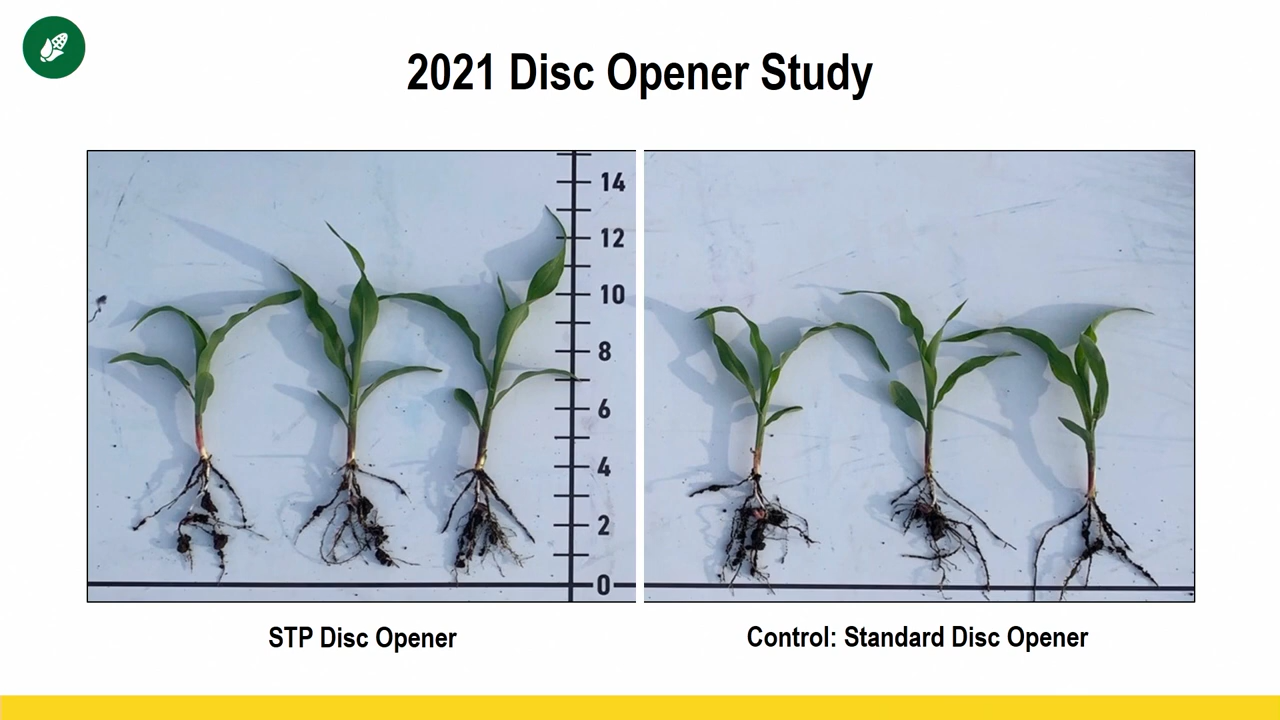 2021 Disc Opener Study
14
12
10
8
6
4
2
0
STP Disc Opener
Control: Standard Disc Opener